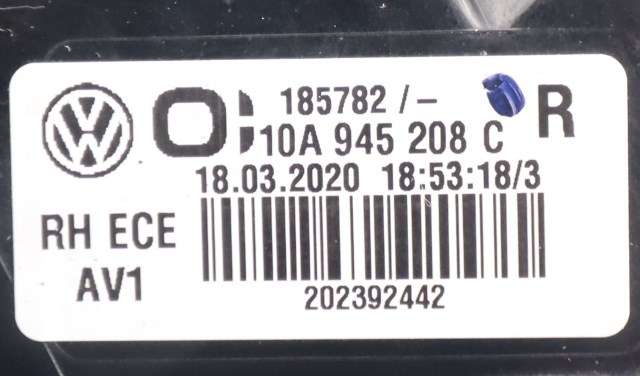 185782 / -
R
10A 945 208 C
18.03.2020 18:53:18/3
RH ECE
AV1
202392442